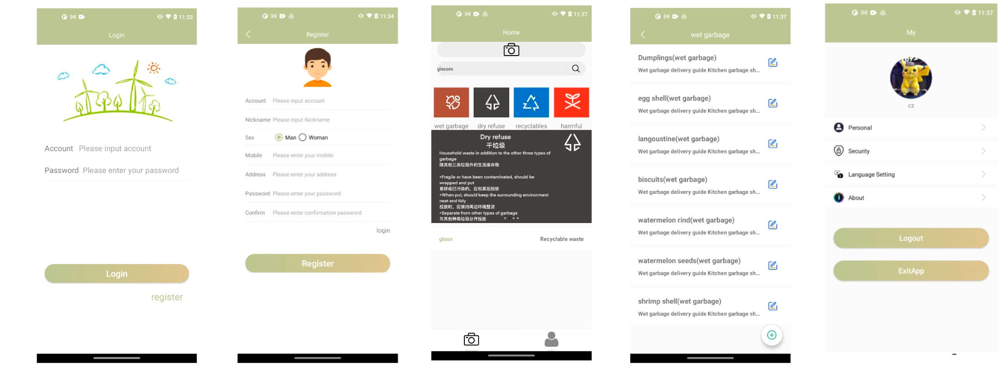 11:33
Login
Account Please input account
Password Please enter your password
Login
register
11:34
Register
Account Please input account
Nickname Please input Nickname
Sex Man Woman
Mobile Please enter your mobile
Address Please enter your address
Password Please enter your password
Confirm Please enter confirmation password
login
Register
11:37
Home
glasses
wet garbage dry refuse recyclables harmful
Dry refuse
干垃圾
Household waste in addition to the other three types of
garbage
除其他三类垃圾外的生活废弃物
•Fragile or have been contaminated, should be
wrapped and put
易碎或已污染的，应包裹后投放
•When put, should keep the surrounding environment
neat and tidy
投放时，应保持周边环境整洁
•Separate from other types of garbage
与其他种类垃圾分开投放
glass Recyclable waste
11:37
wet garbage
Dumplings(wet garbage)
Wet garbage delivery guide Kitchen garbage sh...
egg shell(wet garbage)
Wet garbage delivery guide Kitchen garbage sh...
langoustine(wet garbage)
Wet garbage delivery guide Kitchen garbage sh...
biscuits(wet garbage)
Wet garbage delivery guide Kitchen garbage sh...
watermelon rind(wet garbage)
Wet garbage delivery guide Kitchen garbage sh...
watermelon seeds(wet garbage)
Wet garbage delivery guide Kitchen garbage sh...
shrimp shell(wet garbage)
Wet garbage delivery guide Kitchen garbage sh...
11:37
My
cz
Personal
Security
Language Setting
About
Logout
ExitApp